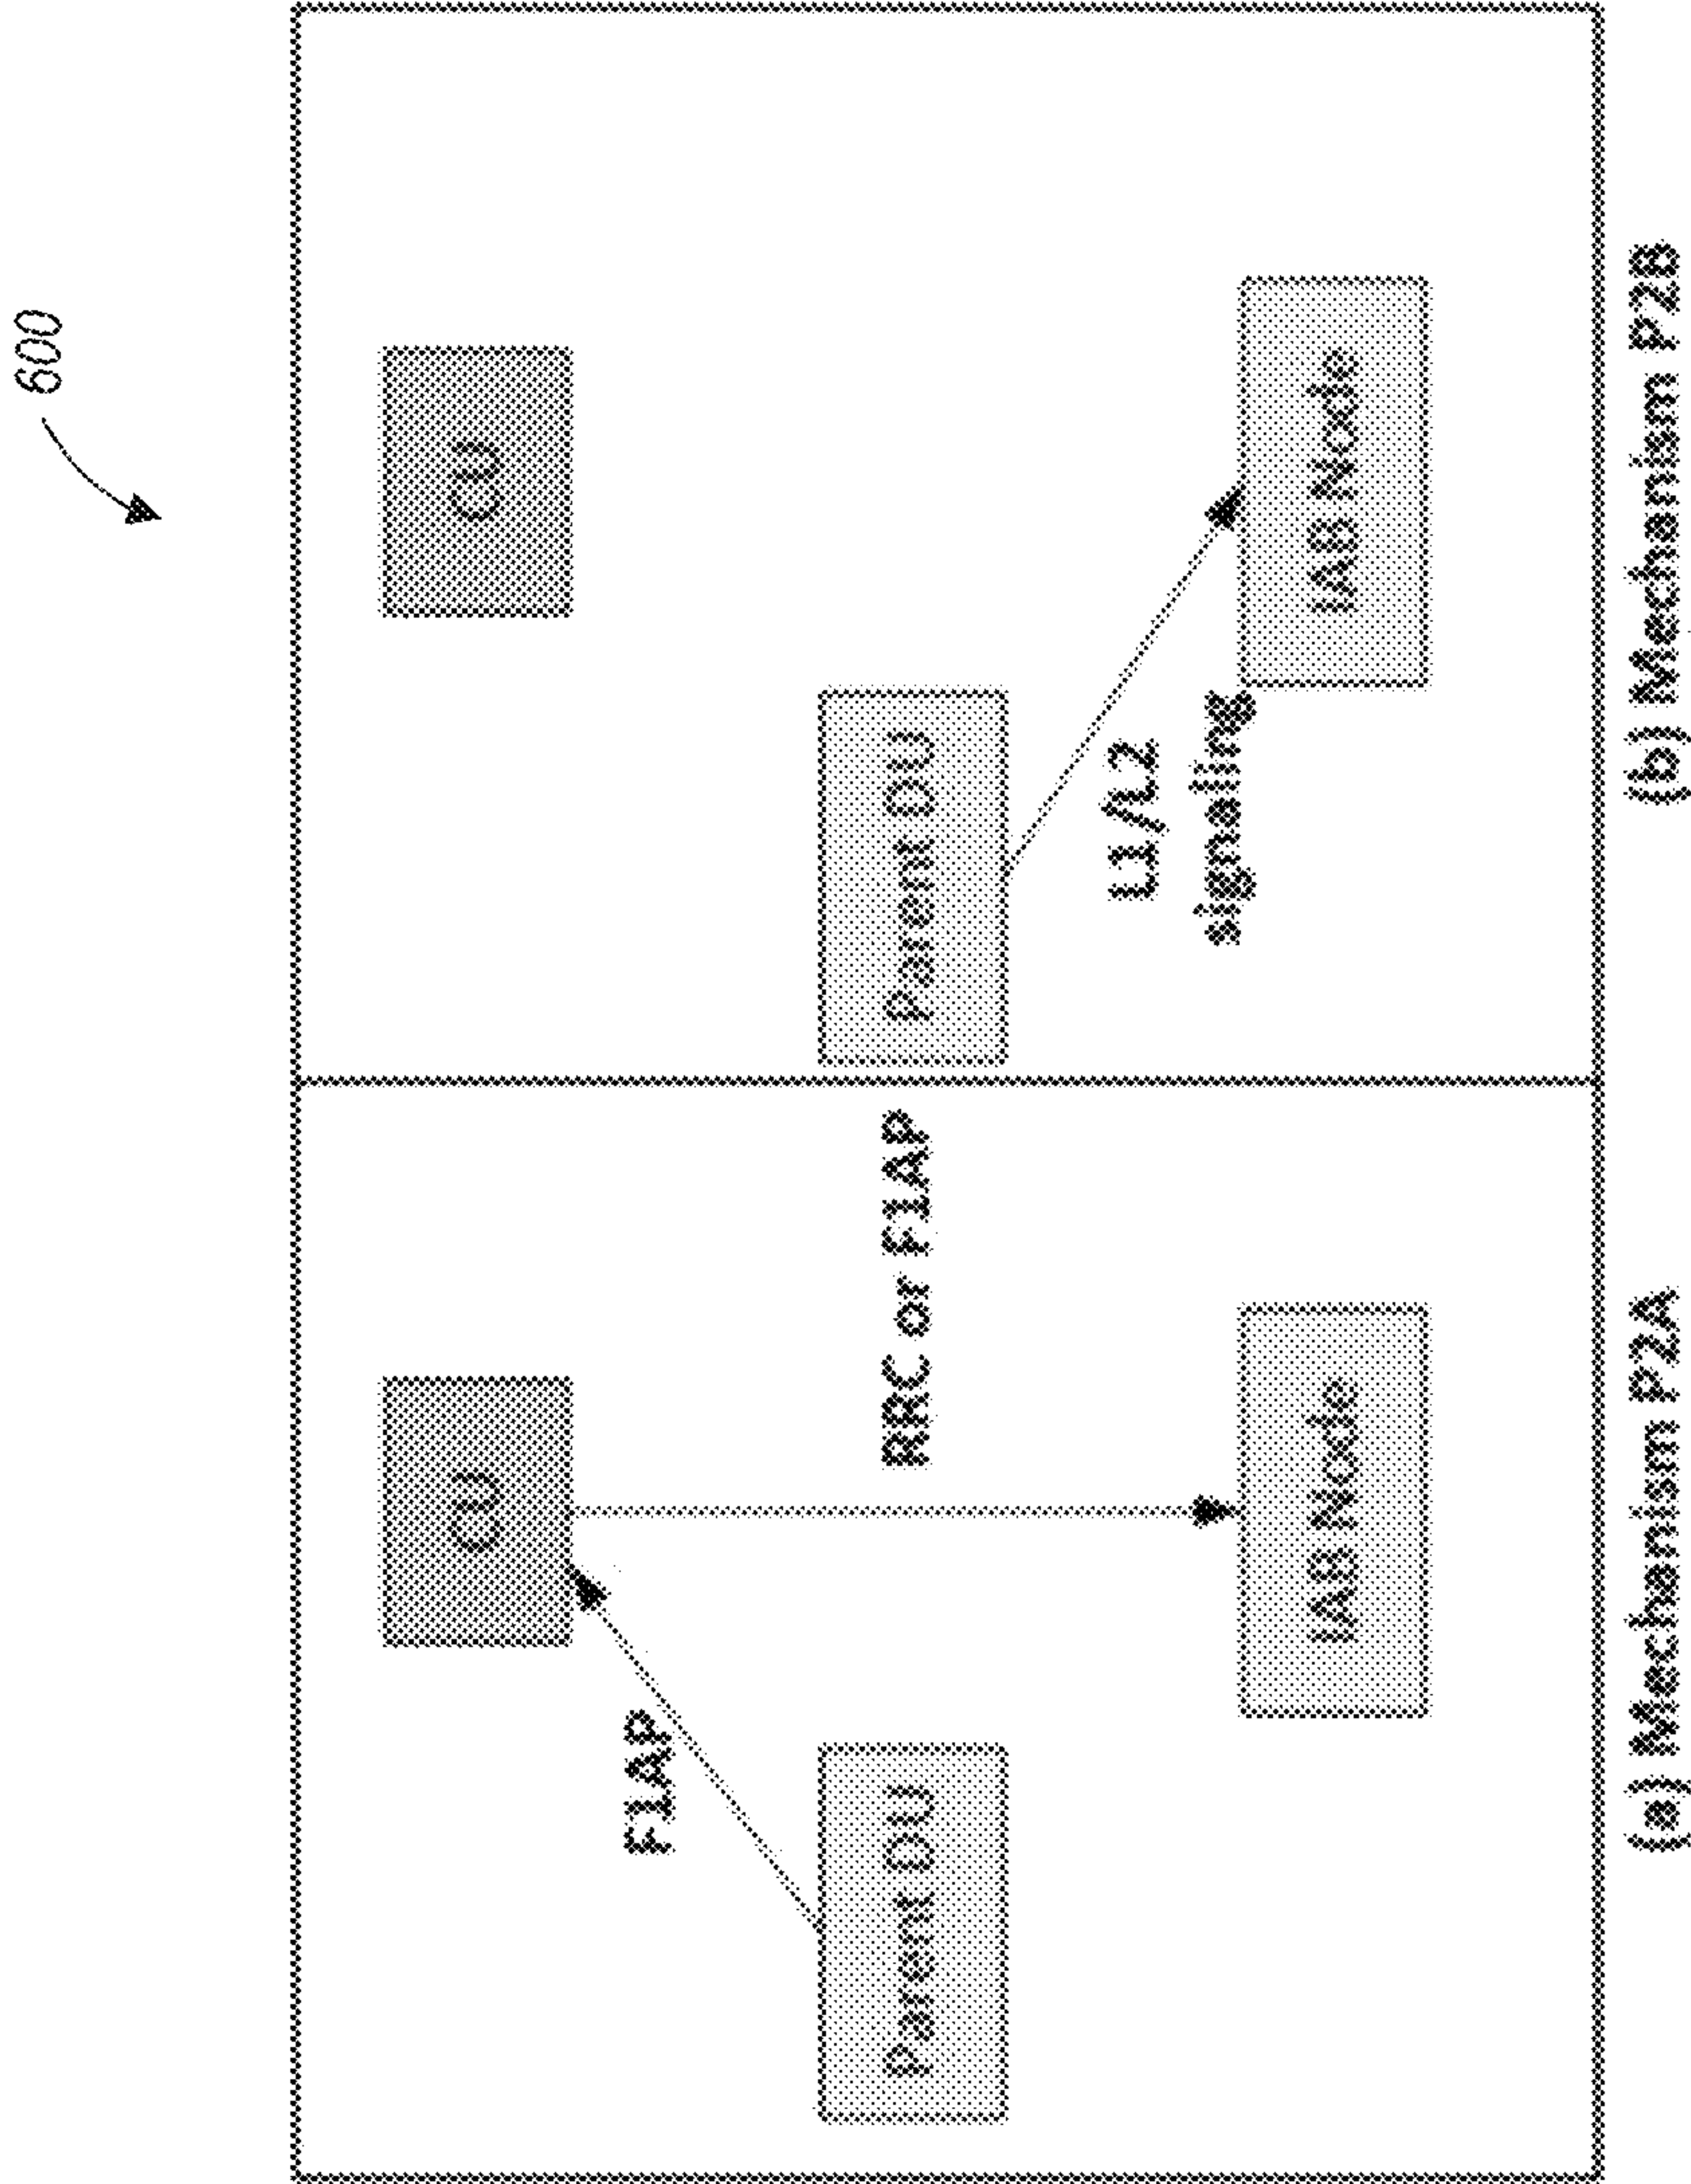 600
CU
CU
F1AP
Parent DU
RRC or F1AP
Parent DU
L1/L2
signaling
IAB Node
IAB Node
(a) Mechanism P2A
(b) Mechanism P2B